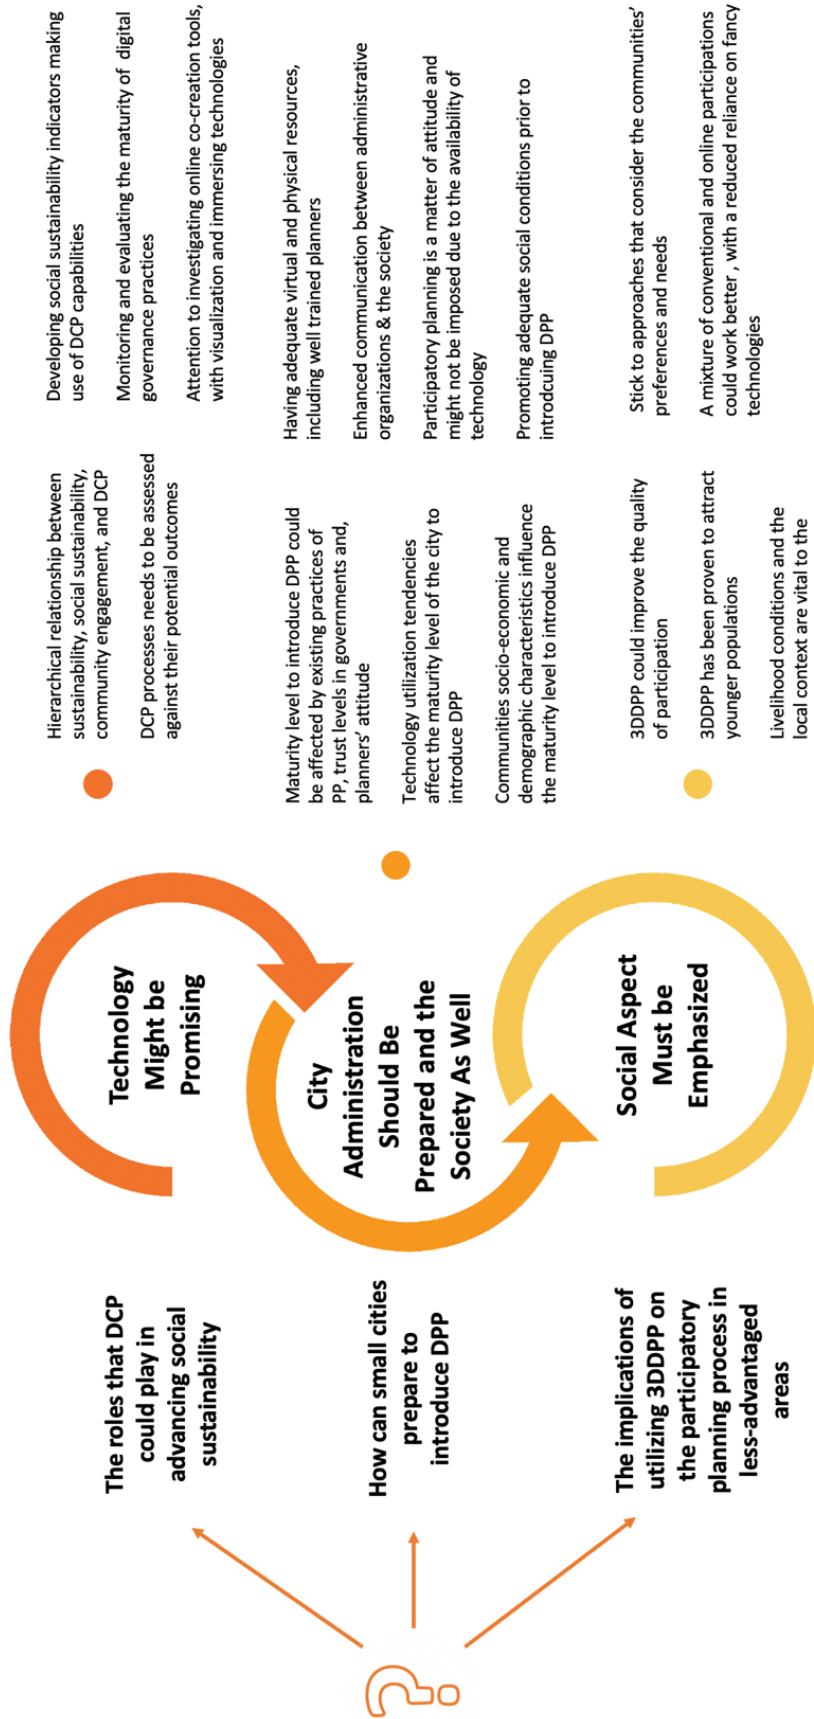 ?
The roles that DCP
could play in
advancing social
sustainability
How can small cities
prepare to
introduce DPP
The implications of
utilizing 3DDPP on
the participatory
planning process in
less-advantaged
areas
Technology
Might be
Promising
City
Administration
Should Be
Prepared and the
Society As Well
Social Aspect
Must be
Emphasized
Hierarchical relationship between
sustainability, social sustainability,
community engagement, and DCP
DCP processes needs to be assessed
against their potential outcomes
Maturity level to introduce DPP could
be affected by existing practices of
PP, trust levels in governments and,
planners' attitude
Technology utilization tendencies
affect the maturity level of the city to
introduce DPP
Communities socio-economic and
demographic characteristics influence
the maturity level to introduce DPP
3DDPP could improve the quality
of participation
3DDPP has been proven to attract
younger populations
Livelihood conditions and the
local context are vital to the
Developing social sustainability indicators making
use of DCP capabilities
Monitoring and evaluating the maturity of digital
governance practices
Attention to investigating online co-creation tools,
with visualization and immersing technologies
Having adequate virtual and physical resources,
including well trained planners
Enhanced communication between administrative
organizations & the society
Participatory planning is a matter of attitude and
might not be imposed due to the availability of
technology
Promoting adequate social conditions prior to
introdcuing DPP
Stick to approaches that consider the communities'
preferences and needs
A mixture of conventional and online participations
could work better , with a reduced reliance on fancy
technologies